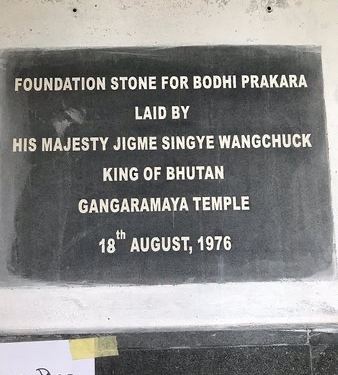 FOUNDATION STONE FOR BODHI PRAKARA
LAID BY
HIS MAJESTY JIGME SINGYE WANGCHUCK
KING OF BHUTAN
GANGARAMAYA TEMPLE
18th AUGUST, 1976